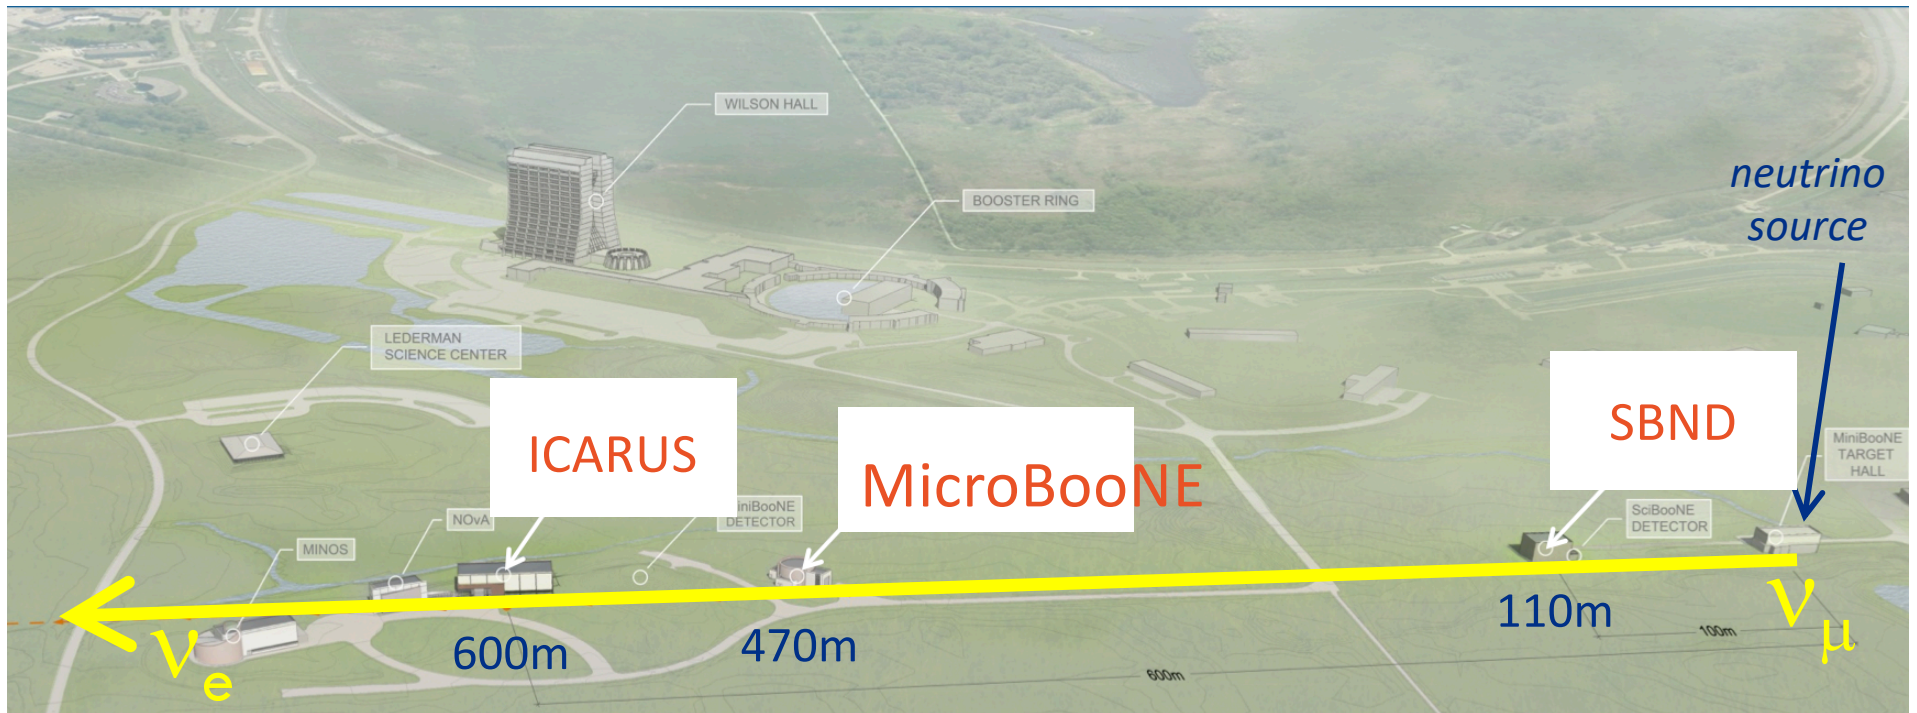 WILSON HALL
BOOSTER RING
neutrino
source
LEDERMAN
SCIENCE CENTER
ICARUS
MicroBooNE
SBND
MiniBooNE
TARGET
HALL
NOvA
iniBooNE
DETECTOR
SciBooNE
DETECTOR
MINOS
νe
600m
470m
110m
νμ
100m
600m